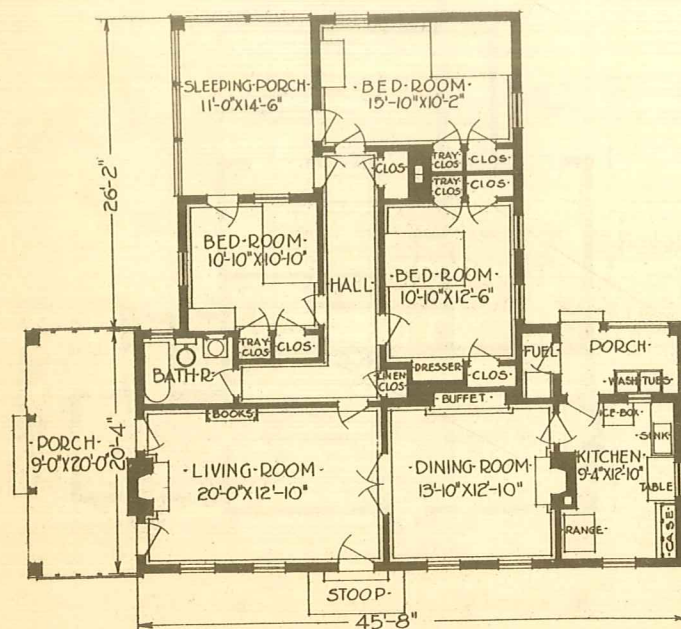 SLEEPING·PORCH
11'-0"X14'-6"
BED·ROOM·
15'-10"X10'-2"
26'-2"
CLOS·
TRAY·
CLOS
CLOS·
TRAY·
CLOS
CLOS·
BED·ROOM·
10'-10"X10'-10"
HALL·
BED·ROOM·
10'-10"X12'-6"
TRAY·
CLOS
CLOS·
BATH·R·
LINEN
CLOS
DRESSER·
CLOS·
FUEL
PORCH·
WASH TUBS
BOOKS·
BUFFET·
ICE·BOX·
SINK·
PORCH·
9'-0"X20'-0"
20'-4"
LIVING·ROOM·
20'-0"X12'-10"
DINING·ROOM·
13'-10"X12'-10"
KITCHEN
9'-4"X12'-10"
TABLE
RANGE·
CASE
STOOP·
45'-8"